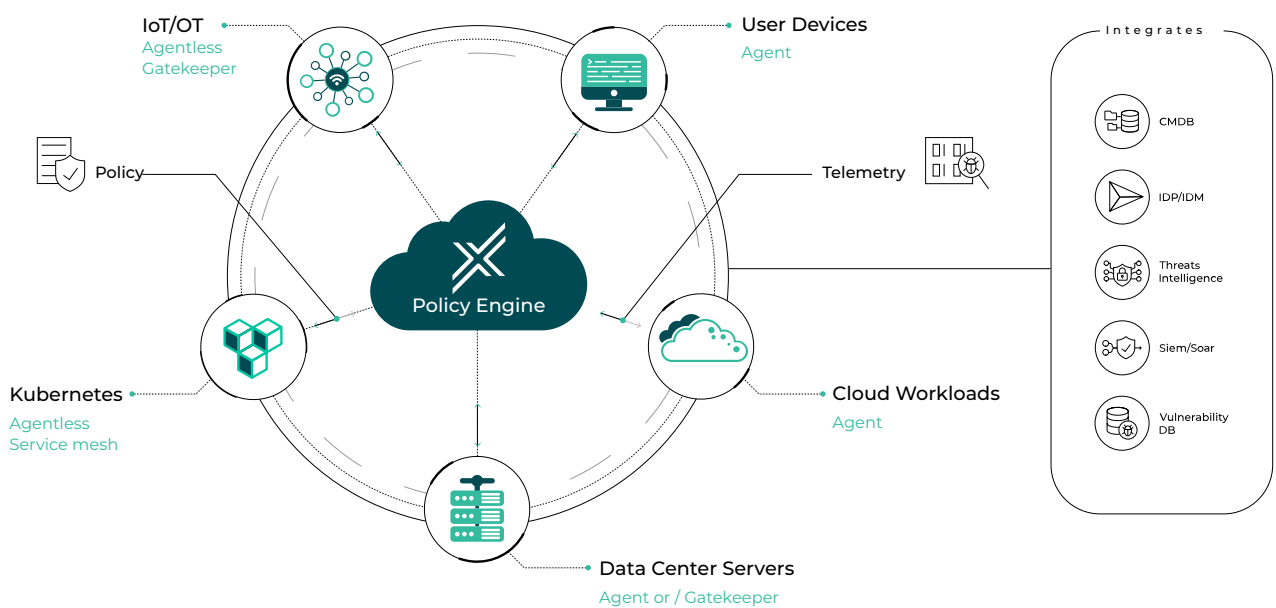 IoT/OT
Agentless
Gatekeeper
User Devices
Agent
Integrates
CMDB
Policy
Telemetry
IDP/IDM
Threats
Intelligence
Policy Engine
Siem/Soar
Kubernetes
Agentless
Service mesh
Cloud Workloads
Agent
Vulnerability
DB
Data Center Servers
Agent or / Gatekeeper